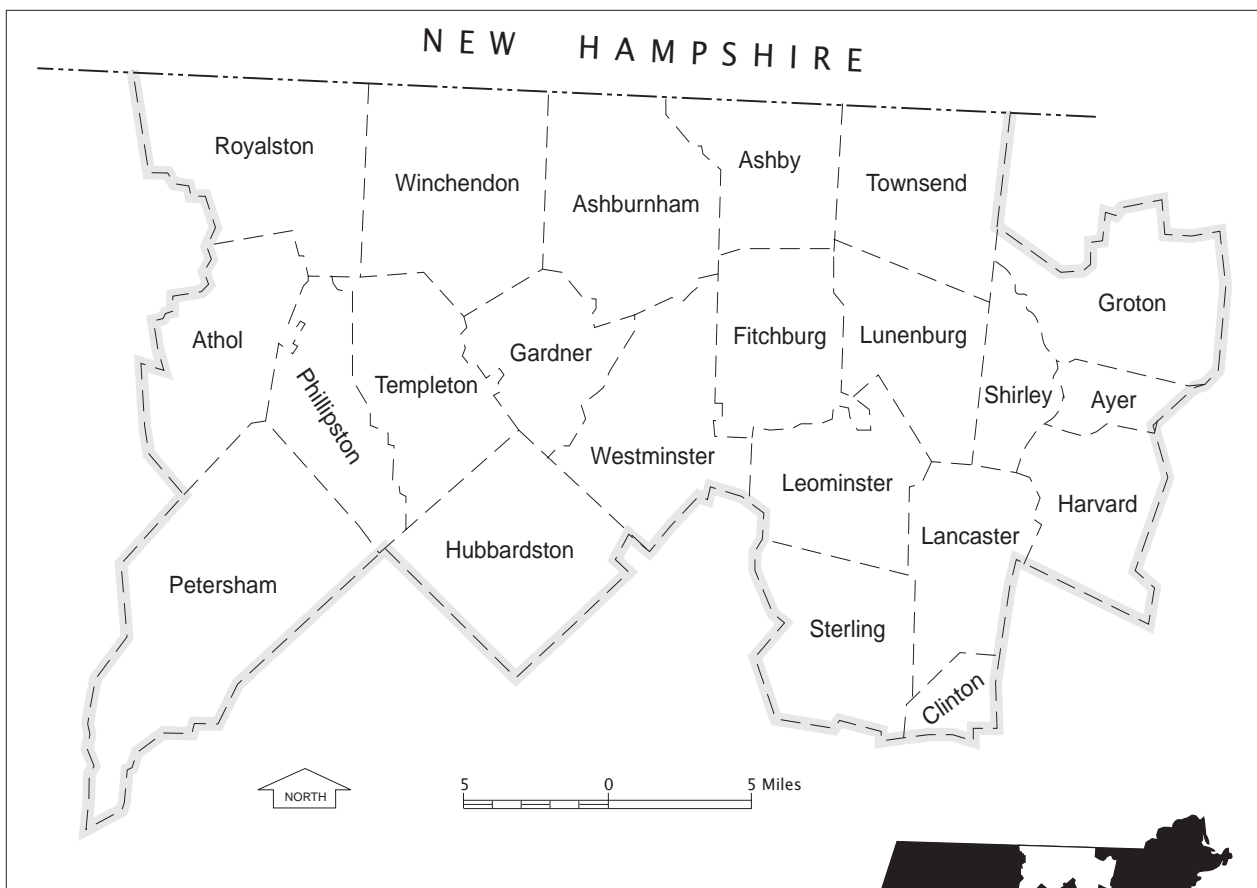 NEW HAMPSHIRE
Royalston
Winchendon
Ashburnham
Ashby
Townsend
Groton
Athol
Phillipston
Templeton
Gardner
Fitchburg
Lunenburg
Shirley
Ayer
Westminster
Leominster
Lancaster
Harvard
Hubbardston
Petersham
Sterling
Clinton
NORTH
5 0 5 Miles